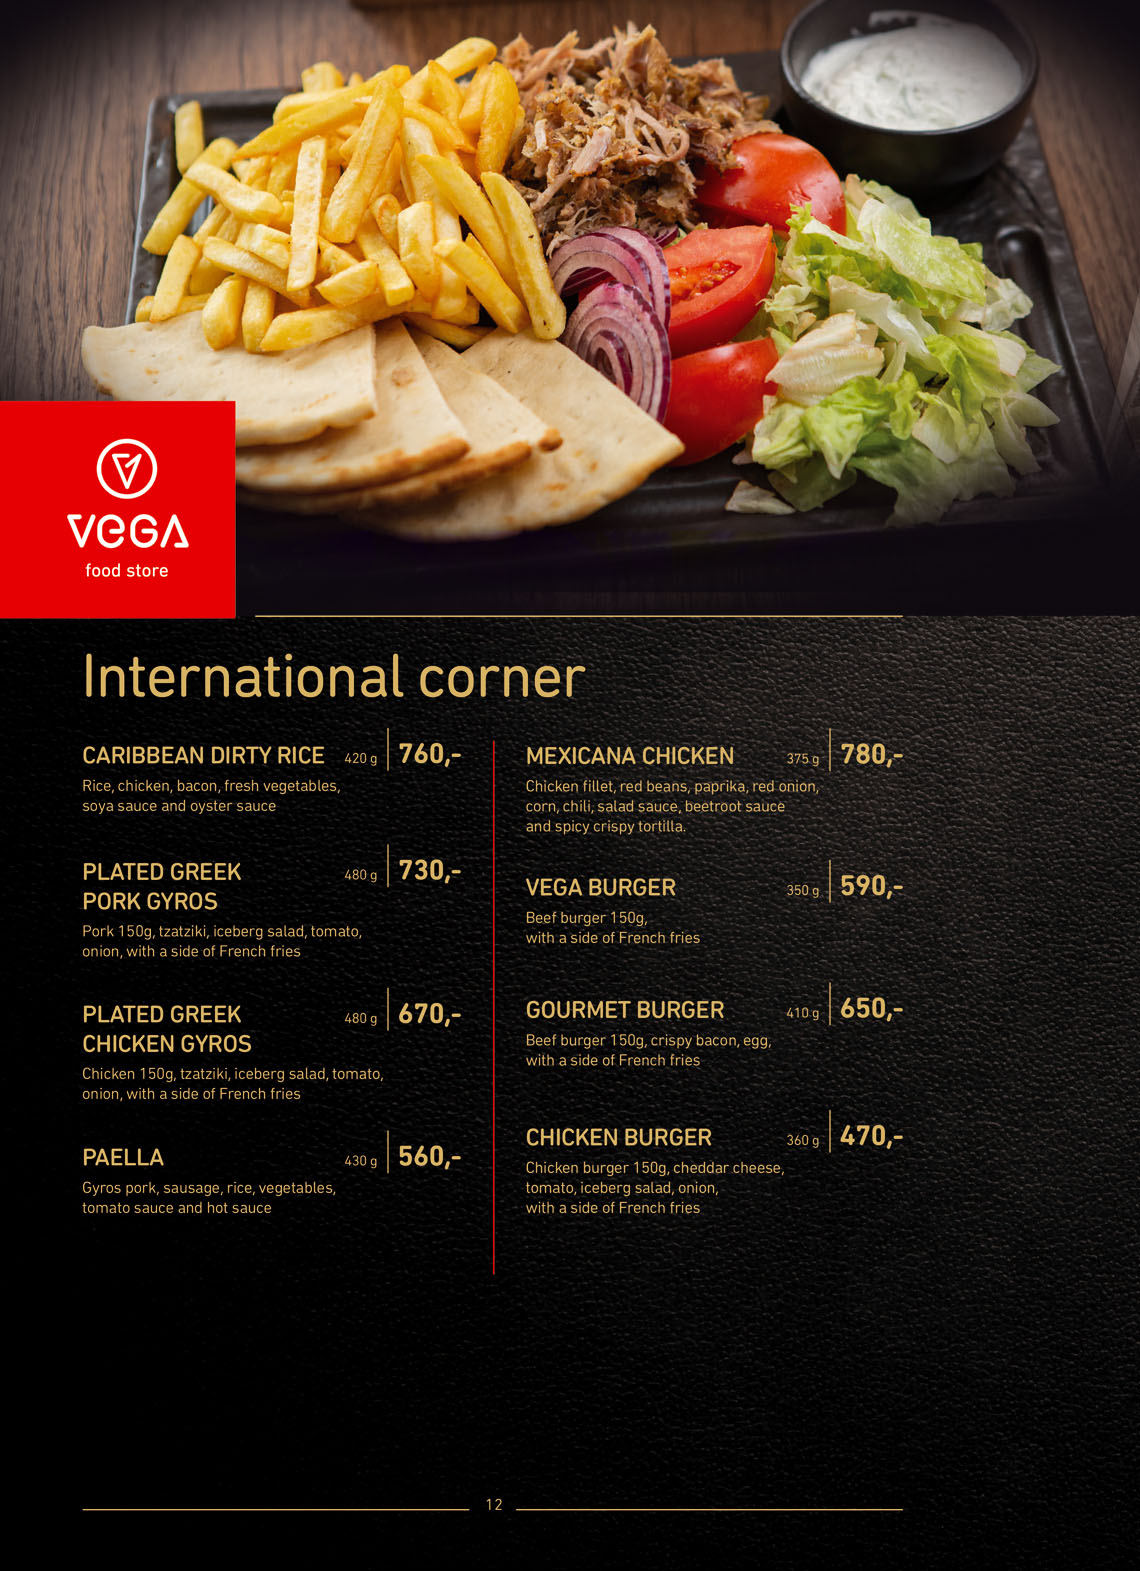 VEGA
food store
International corner
CARIBBEAN DIRTY RICE 420 g 760,-
Rice, chicken, bacon, fresh vegetables,
soya sauce and oyster sauce
PLATED GREEK 480 g 730,-
PORK GYROS
Pork 150g, tzatziki, iceberg salad, tomato,
onion, with a side of French fries
PLATED GREEK 480 g 670,-
CHICKEN GYROS
Chicken 150g, tzatziki, iceberg salad, tomato,
onion, with a side of French fries
PAELLA 430 g 560,-
Gyros pork, sausage, rice, vegetables,
tomato sauce and hot sauce
MEXICANA CHICKEN 375 g 780,-
Chicken fillet, red beans, paprika, red onion,
corn, chili, salad sauce, beetroot sauce
and spicy crispy tortilla.
VEGA BURGER 350 g 590,-
Beef burger 150g,
with a side of French fries
GOURMET BURGER 410 g 650,-
Beef burger 150g, crispy bacon, egg,
with a side of French fries
CHICKEN BURGER 360 g 470,-
Chicken burger 150g, cheddar cheese,
tomato, iceberg salad, onion,
with a side of French fries
12